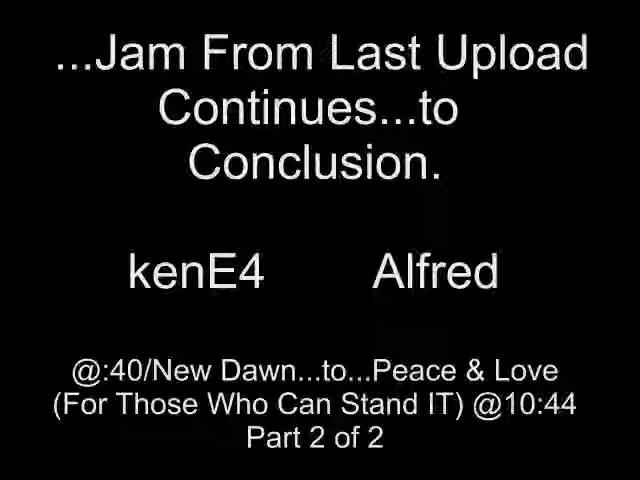 ...Jam From Last Upload
Continues...to
Conclusion.
kenE4 Alfred
@:40/New Dawn...to...Peace & Love
(For Those Who Can Stand IT) @10:44
Part 2 of 2